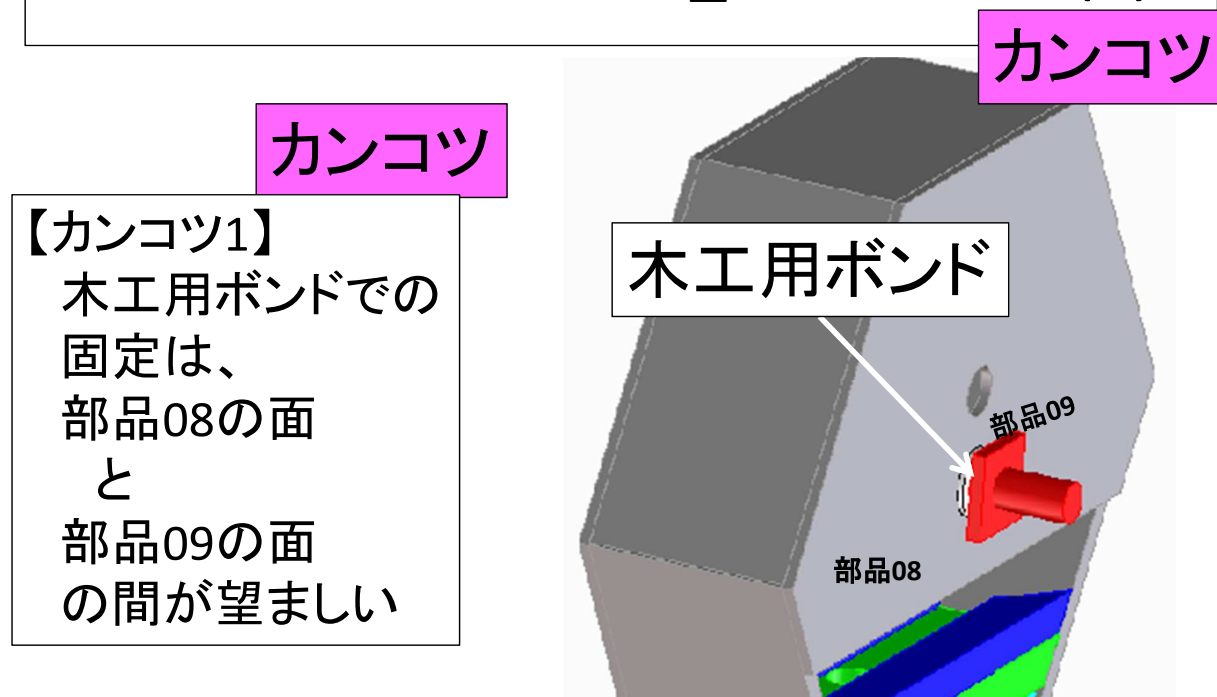 カンコツ
カンコツ
【カンコツ1】
木工用ボンドでの
固定は、
部品08の面
と
部品09の面
の間が望ましい
木工用ボンド
部品09
部品08